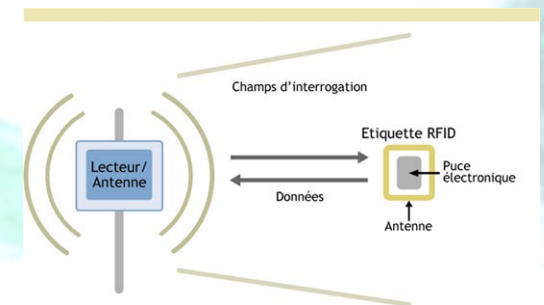 Champs d’interrogation
Etiquette RFID
Lecteur/
Antenne
Puce
électronique
Données
Antenne